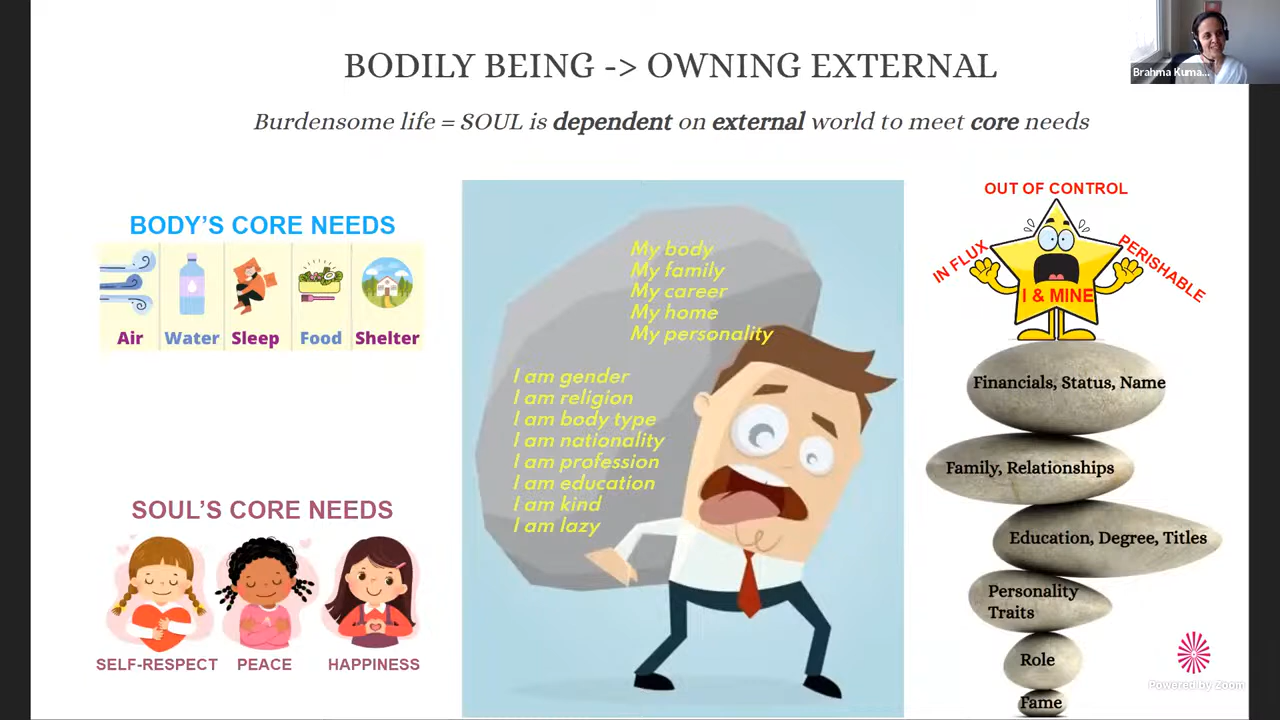 BODILY BEING -> OWNING EXTERNAL
Burdensome life = SOUL is dependent on external world to meet core needs
Brahma Kuma...
BODY'S CORE NEEDS
Air Water Sleep Food Shelter
SOUL'S CORE NEEDS
SELF-RESPECT PEACE HAPPINESS
My body
My family
My career
My home
My personality
I am gender
I am religion
I am body type
I am nationality
I am profession
I am education
I am kind
I am lazy
OUT OF CONTROL
IN FLUX
PERISHABLE
I & MINE
Financials, Status, Name
Family, Relationships
Education, Degree, Titles
Personality
Traits
Role
Fame
Powered by Zoom